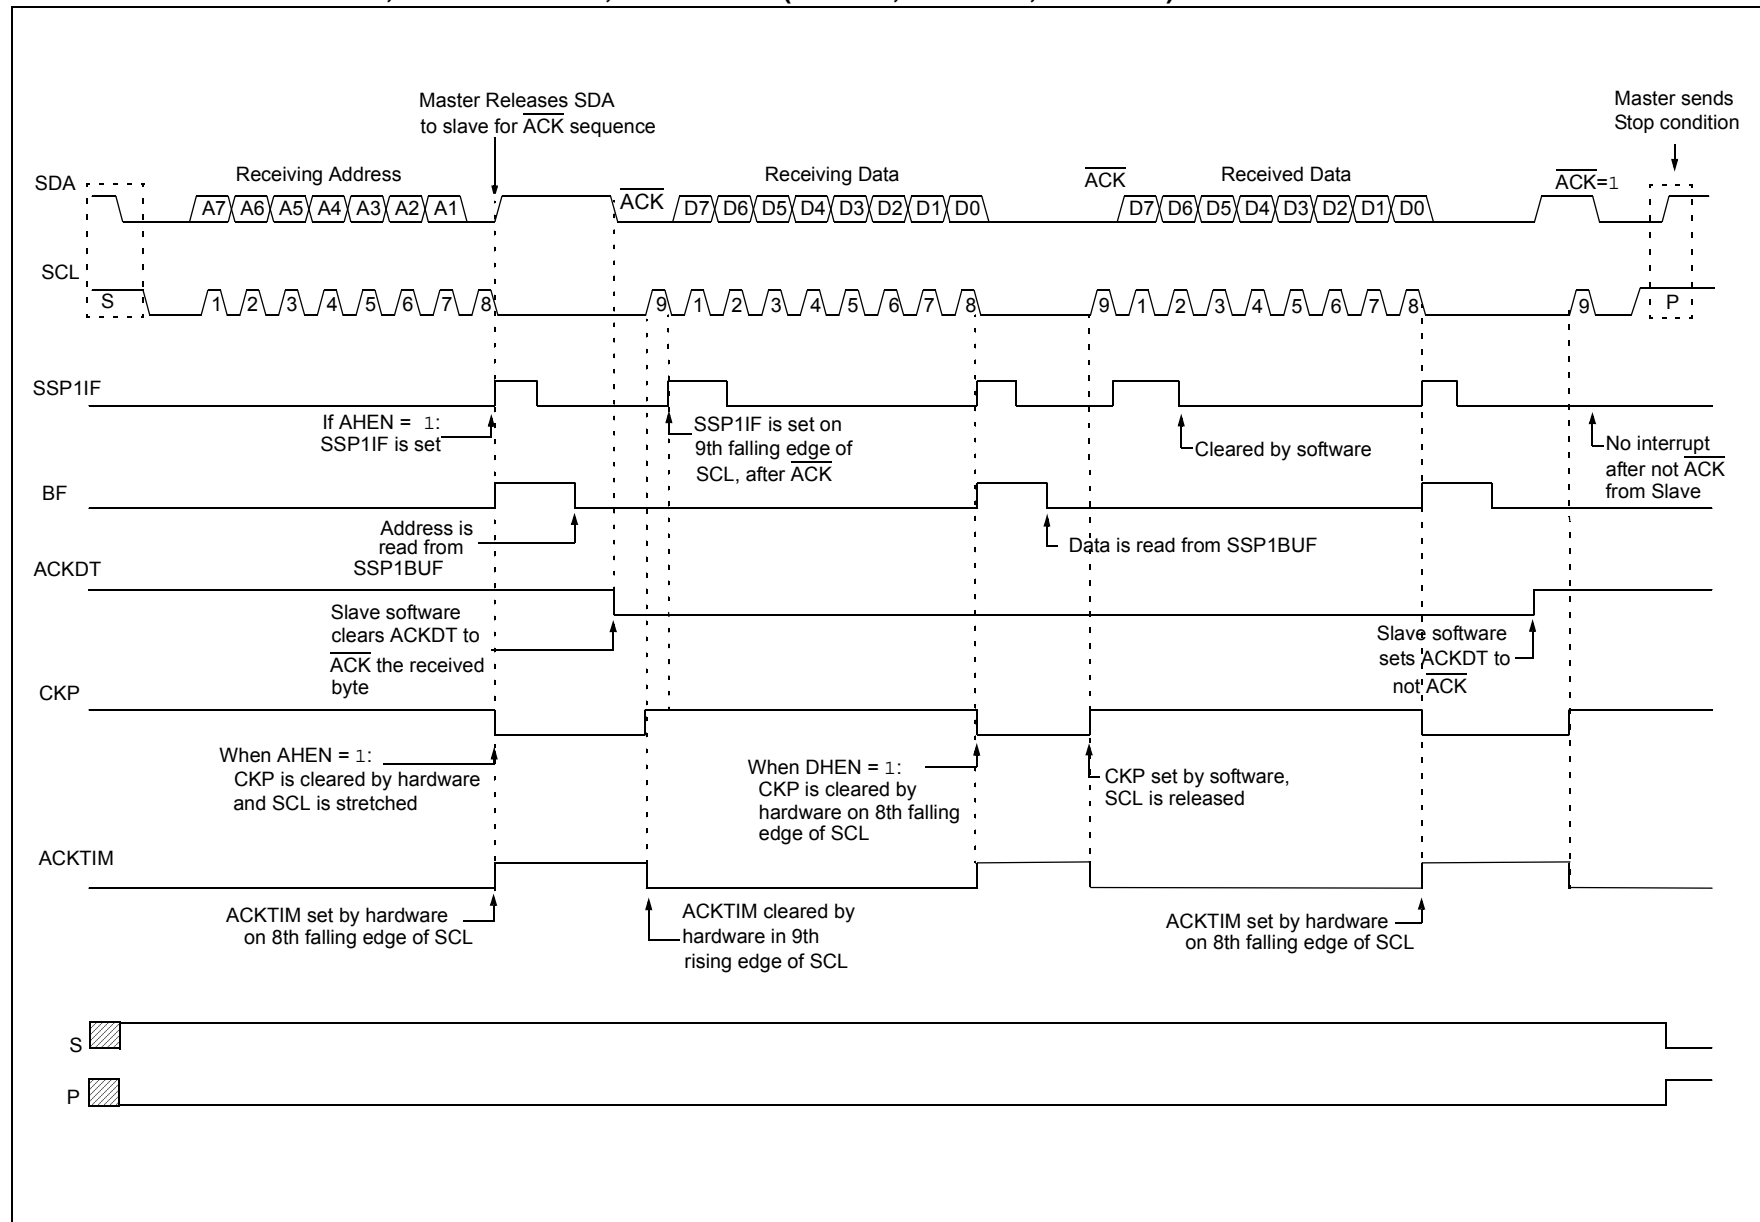 Master Releases SDA
to slave for ACK sequence
Master sends
Stop condition
SDA
Receiving Address
ACK
Receiving Data
ACK
Received Data
ACK=1
A7 A6 A5 A4 A3 A2 A1
D7 D6 D5 D4 D3 D2 D1 D0
D7 D6 D5 D4 D3 D2 D1 D0
SCL
S 1 2 3 4 5 6 7 8 9 1 2 3 4 5 6 7 8 9 1 2 3 4 5 6 7 8 9 P
SSP1IF
If AHEN = 1:
SSP1IF is set
SSP1IF is set on
9th falling edge of
SCL, after ACK
Cleared by software
No interrupt
after not ACK
from Slave
BF
Address is
read from
SSP1BUF
Data is read from SSP1BUF
ACKDT
Slave software
clears ACKDT to
ACK the received
byte
Slave software
sets ACKDT to
not ACK
CKP
When AHEN = 1:
CKP is cleared by hardware
and SCL is stretched
When DHEN = 1:
CKP is cleared by
hardware on 8th falling
edge of SCL
CKP set by software,
SCL is released
ACKTIM
ACKTIM set by hardware
on 8th falling edge of SCL
ACKTIM cleared by
hardware in 9th
rising edge of SCL
ACKTIM set by hardware
on 8th falling edge of SCL
S
P